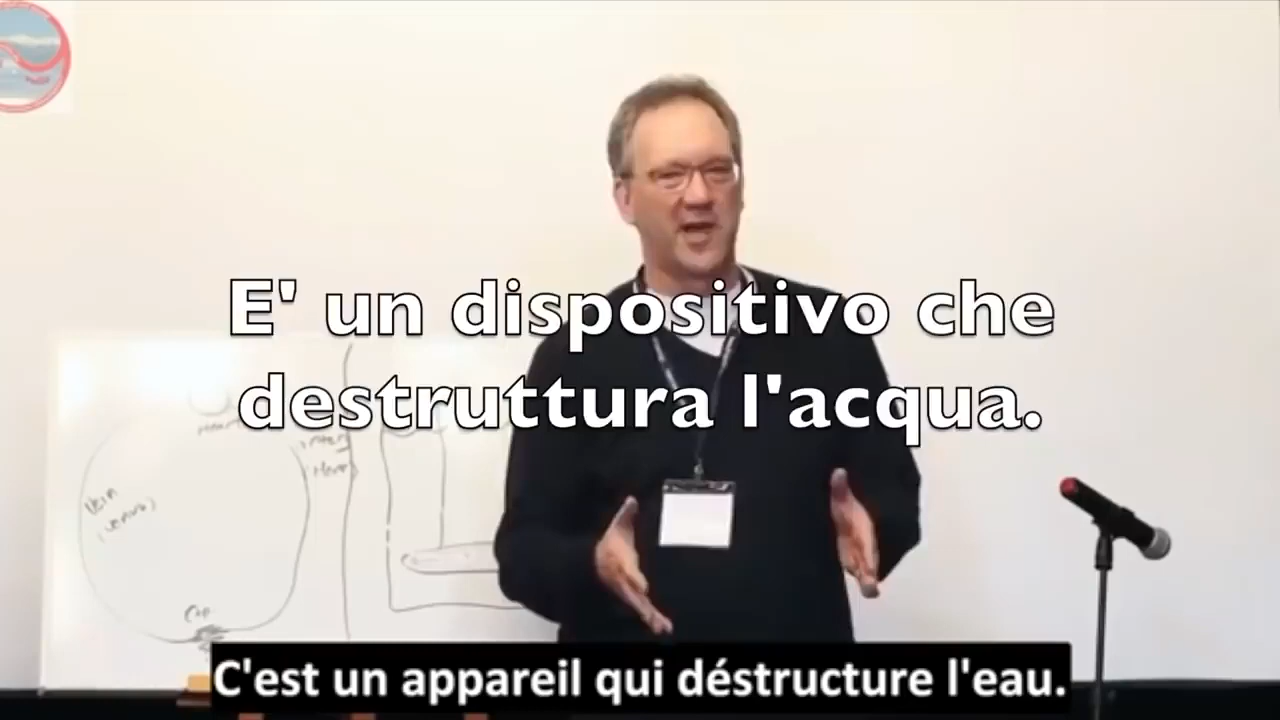 E' un dispositivo che
destruttura l'acqua.
C'est un appareil qui déstructure l'eau.